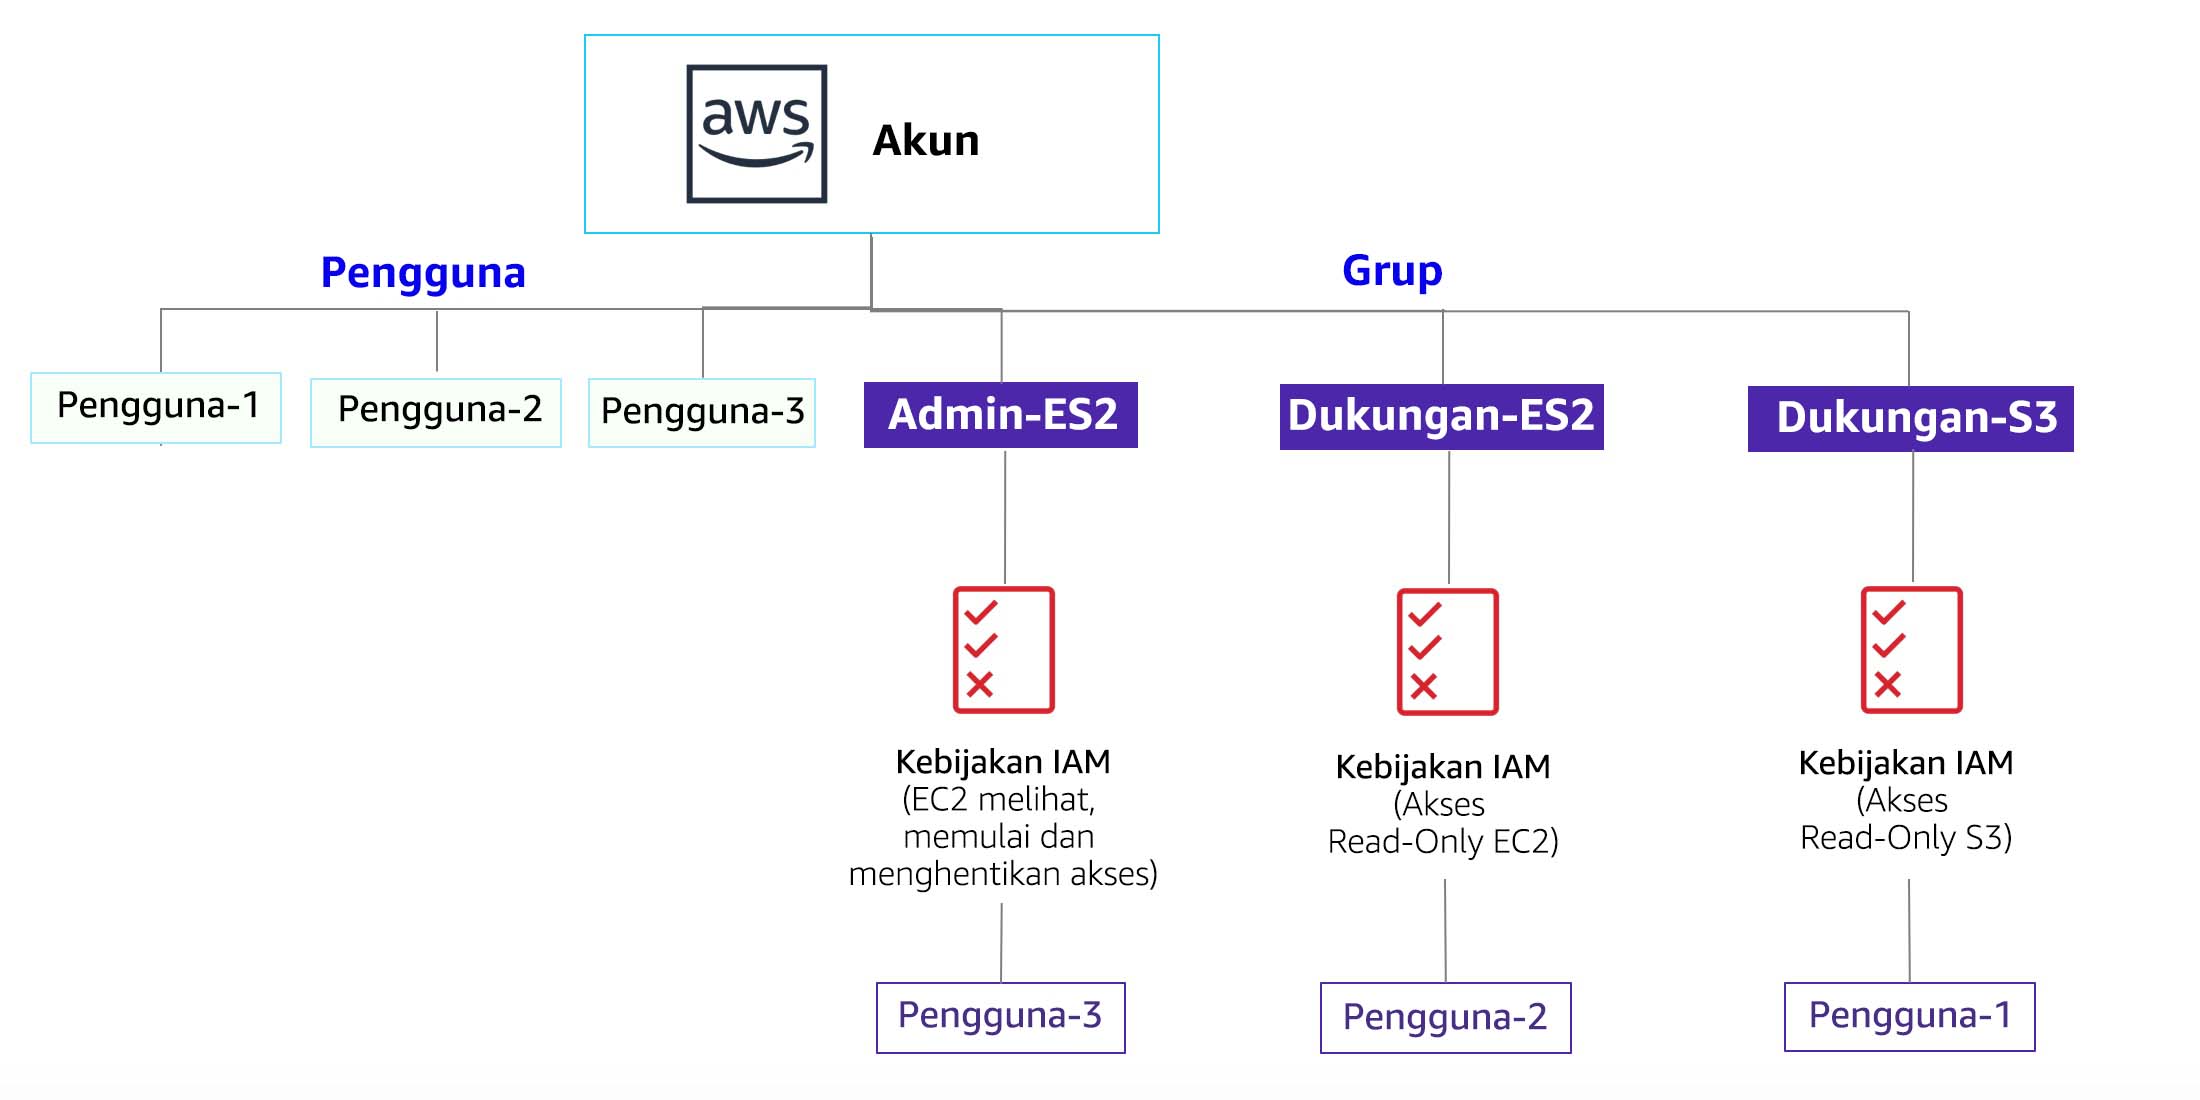 aws
Akun
Pengguna
Grup
Pengguna-1
Pengguna-2
Pengguna-3
Admin-ES2
Dukungan-ES2
Dukungan-S3
Kebijakan IAM
(EC2 melihat,
memulai dan
menghentikan akses)
Kebijakan IAM
(Akses
Read-Only EC2)
Kebijakan IAM
(Akses
Read-Only S3)
Pengguna-3
Pengguna-2
Pengguna-1